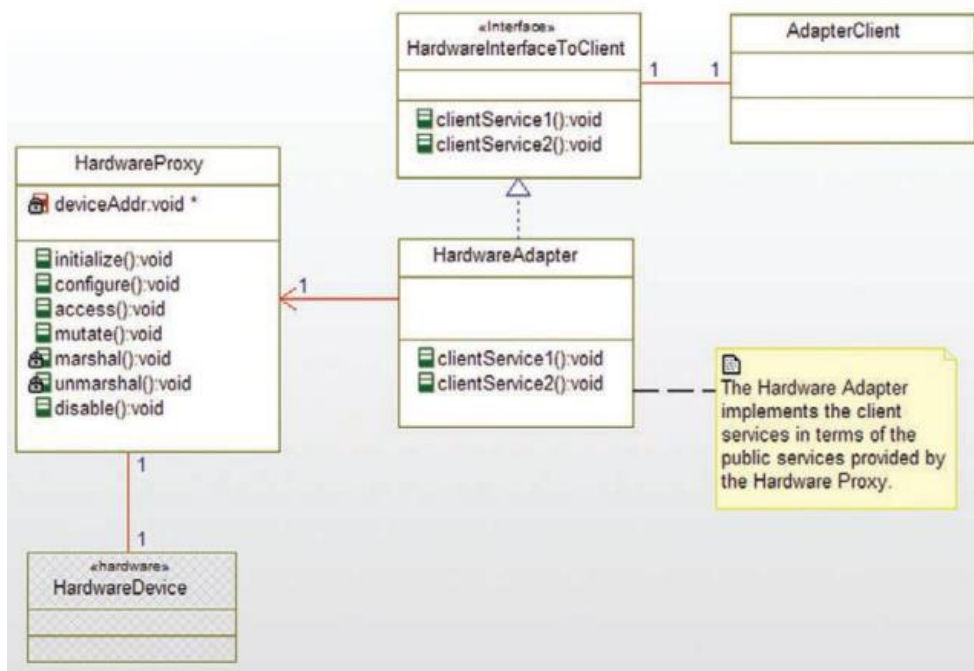 «Interface»
HardwareInterfaceToClient
clientService1():void
clientService2():void
AdapterClient
1
1
HardwareProxy
deviceAddr:void *
initialize():void
configure():void
access():void
mutate():void
marshal():void
unmarshal():void
disable():void
1
HardwareAdapter
clientService1():void
clientService2():void
The Hardware Adapter
implements the client
services in terms of the
public services provided by
the Hardware Proxy.
1
1
«hardware»
HardwareDevice